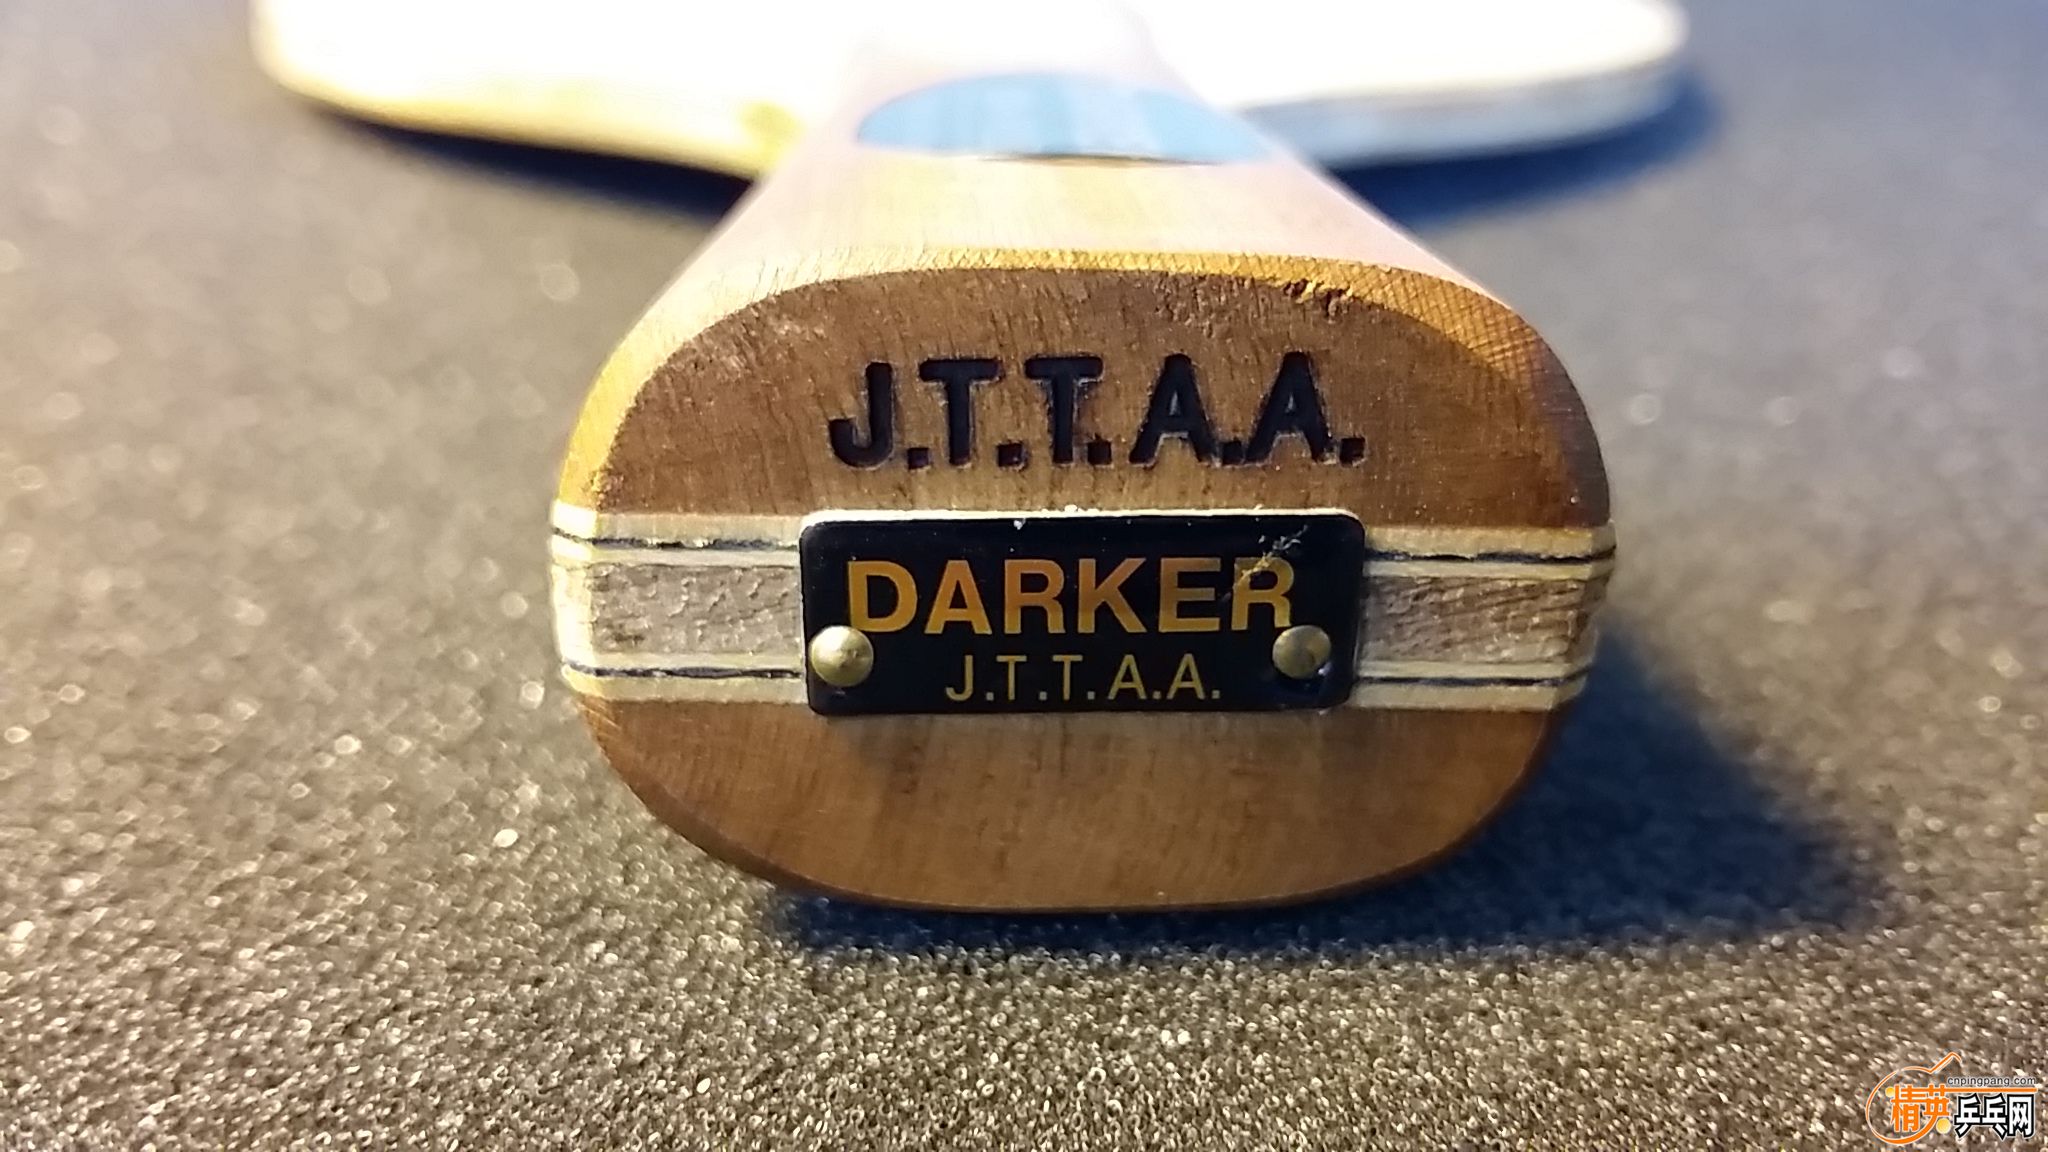 J.T.T.A.A.
DARKER
J.T.T.A.A.
cnpingpang.com
精英乒乓网